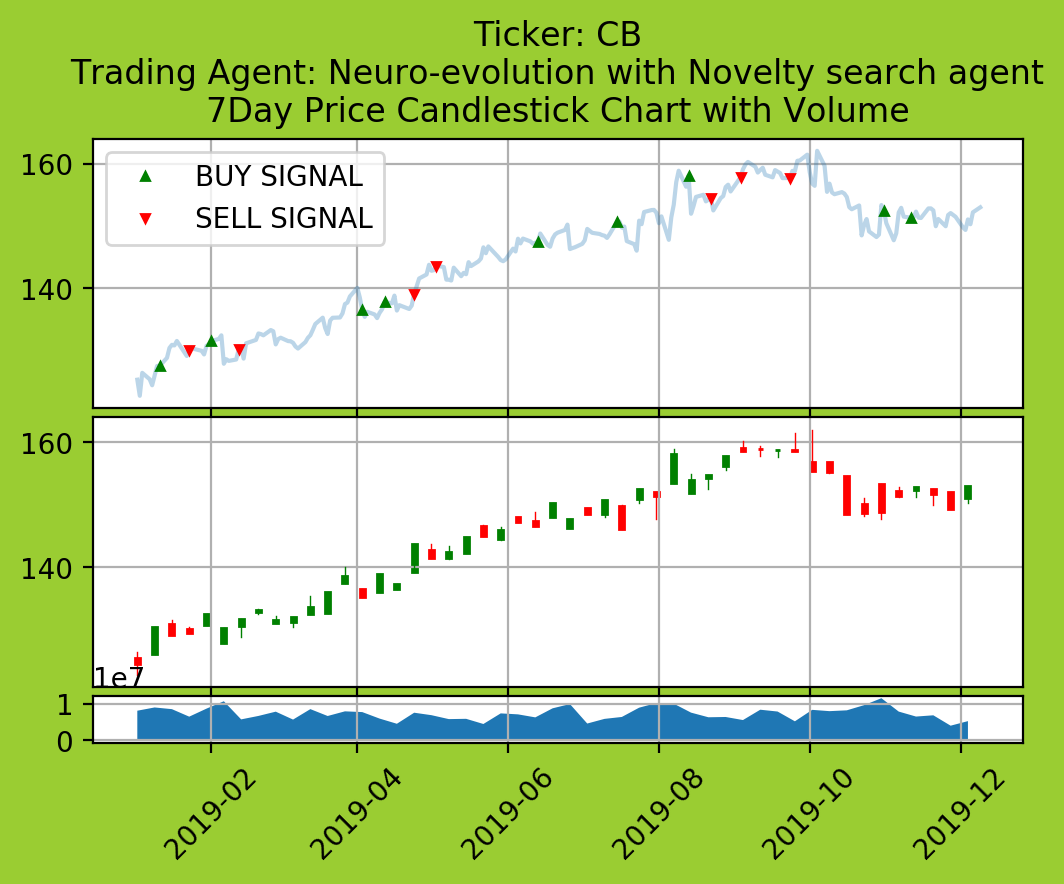 Ticker: CB
Trading Agent: Neuro-evolution with Novelty search agent
7Day Price Candlestick Chart with Volume
160
BUY SIGNAL
SELL SIGNAL
140
160
140
1e7
1
0
2019-02
2019-04
2019-06
2019-08
2019-10
2019-12